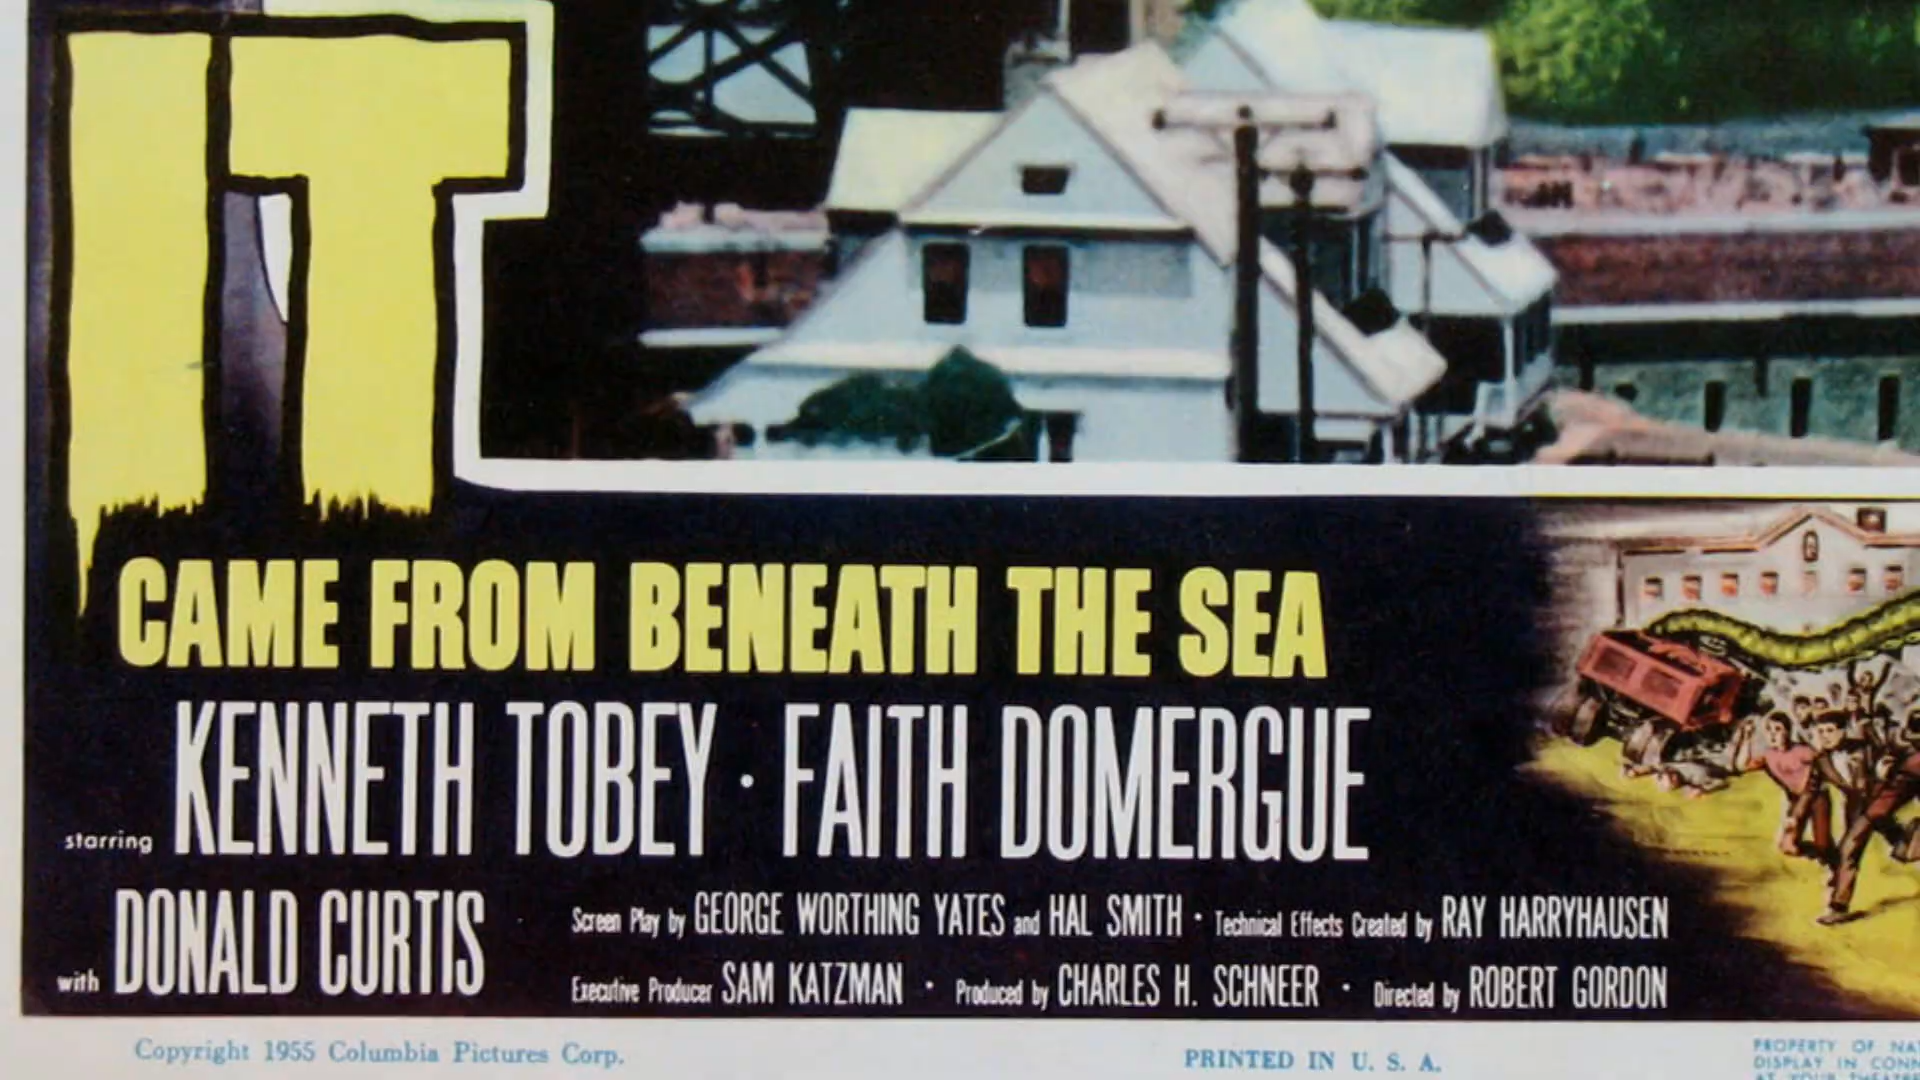 IT
CAME FROM BENEATH THE SEA
starring KENNETH TOBEY · FAITH DOMERGUE
with DONALD CURTIS
Screen Play by GEORGE WORTHING YATES and HAL SMITH · Technical Effects Created by RAY HARRYHAUSEN
Executive Producer SAM KATZMAN · Produced by CHARLES H. SCHNEER · Directed by ROBERT GORDON
Copyright 1955 Columbia Pictures Corp.
PRINTED IN U. S. A.
PROPERTY OF
DISPLAY IN